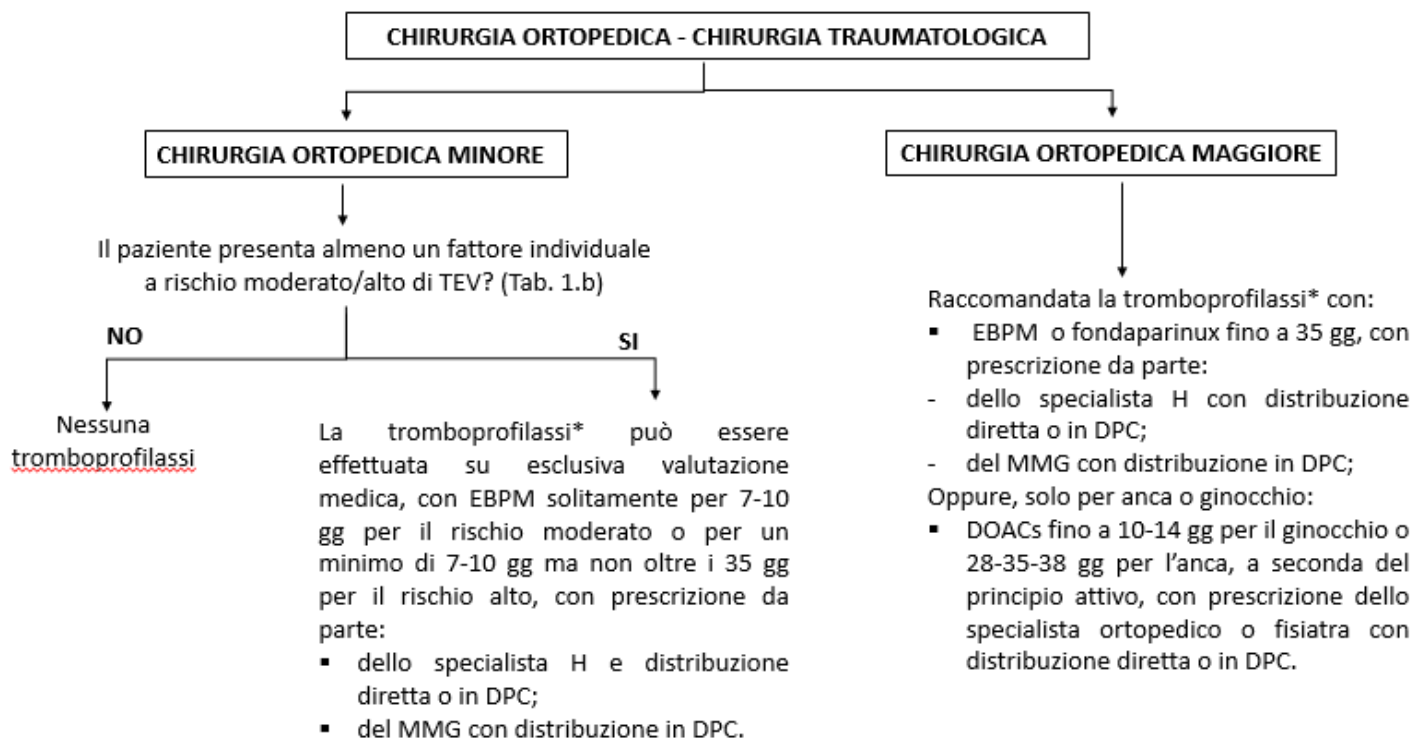 CHIRURGIA ORTOPEDICA - CHIRURGIA TRAUMATOLOGICA
CHIRURGIA ORTOPEDICA MINORE
Il paziente presenta almeno un fattore individuale
a rischio moderato/alto di TEV? (Tab. 1.b)
NO
SI
Nessuna
tromboprofilassi
La tromboprofilassi* può essere
effettuata su esclusiva valutazione
medica, con EBPM solitamente per 7-10
gg per il rischio moderato o per un
minimo di 7-10 gg ma non oltre i 35 gg
per il rischio alto, con prescrizione da
parte:
▪ dello specialista H e distribuzione
diretta o in DPC;
▪ del MMG con distribuzione in DPC.
CHIRURGIA ORTOPEDICA MAGGIORE
Raccomandata la tromboprofilassi* con:
▪ EBPM o fondaparinux fino a 35 gg, con
prescrizione da parte:
- dello specialista H con distribuzione
diretta o in DPC;
- del MMG con distribuzione in DPC;
Oppure, solo per anca o ginocchio:
▪ DOACs fino a 10-14 gg per il ginocchio o
28-35-38 gg per l'anca, a seconda del
principio attivo, con prescrizione dello
specialista ortopedico o fisiatra con
distribuzione diretta o in DPC.